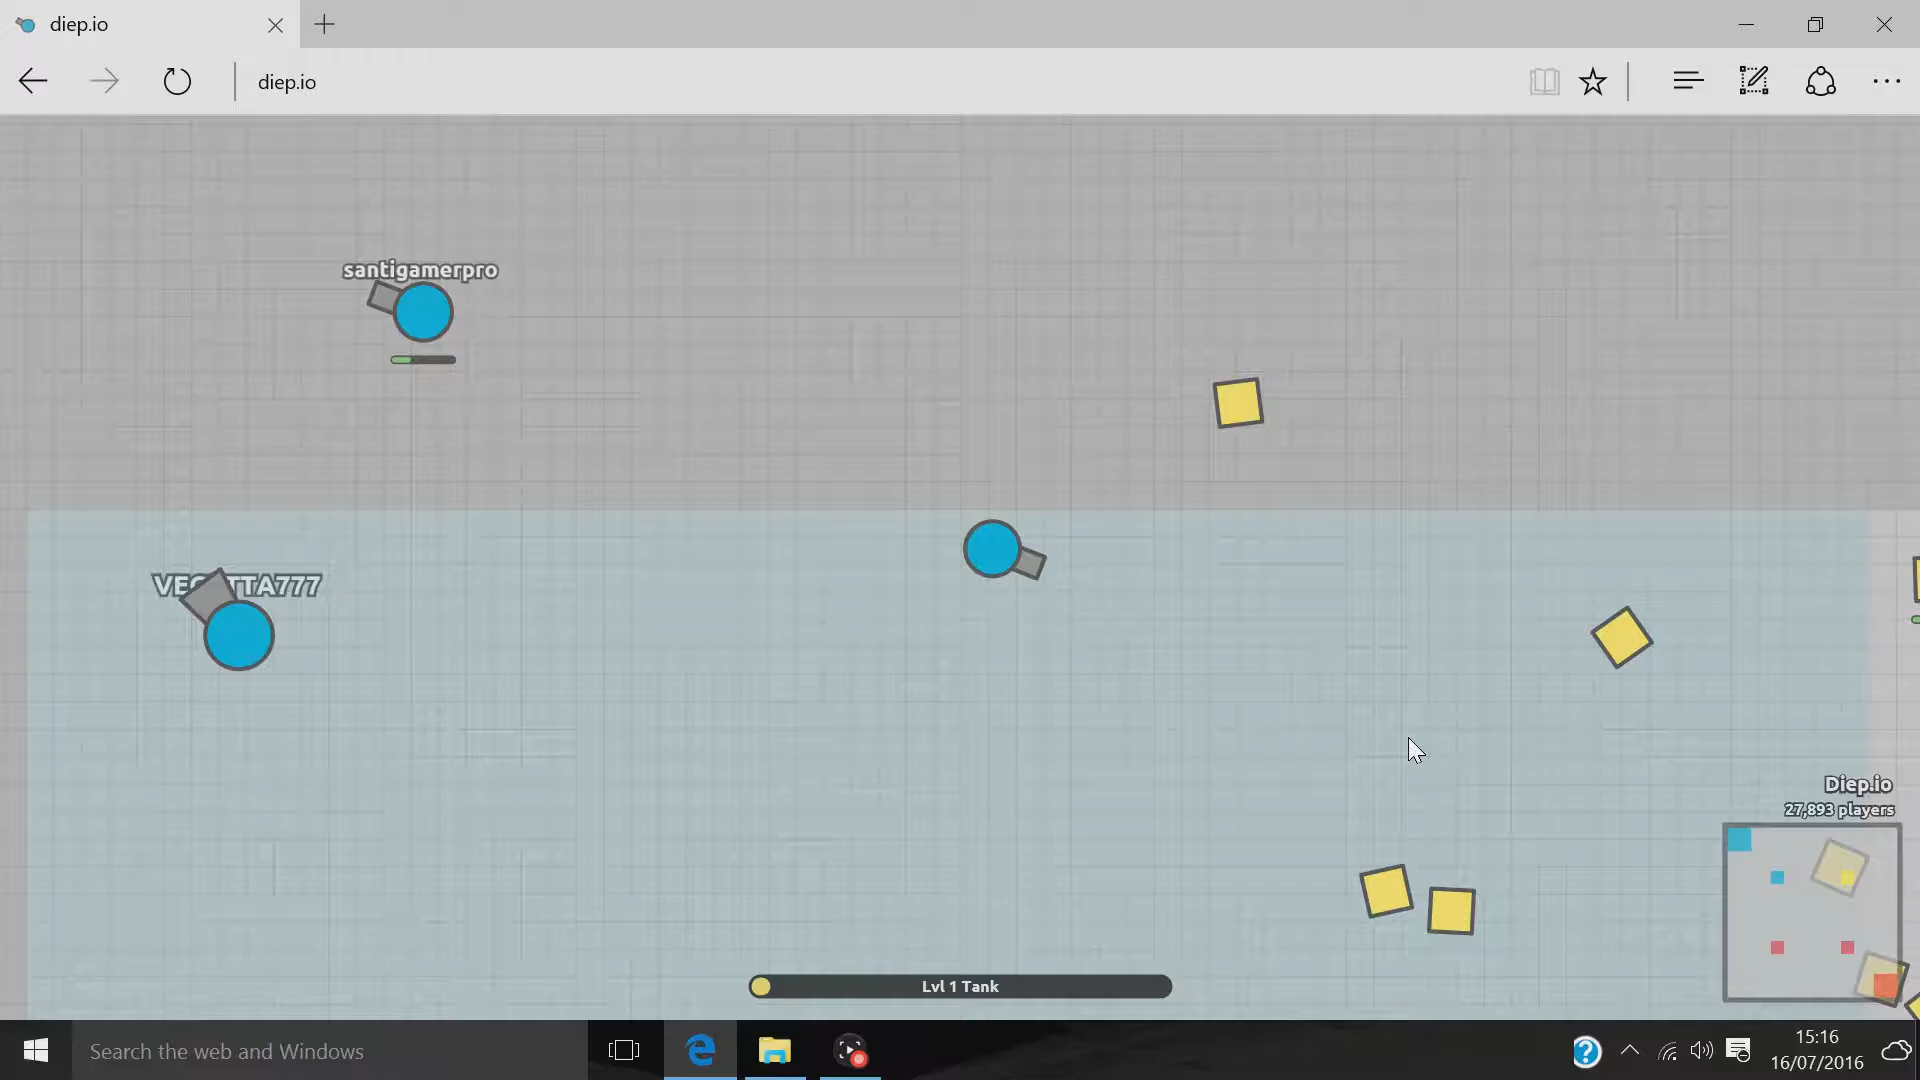 diep.io
diep.io
santigamerpro
Diep.io
27,893 players
Lvl 1 Tank
Search the web and Windows
15:16
16/07/2016